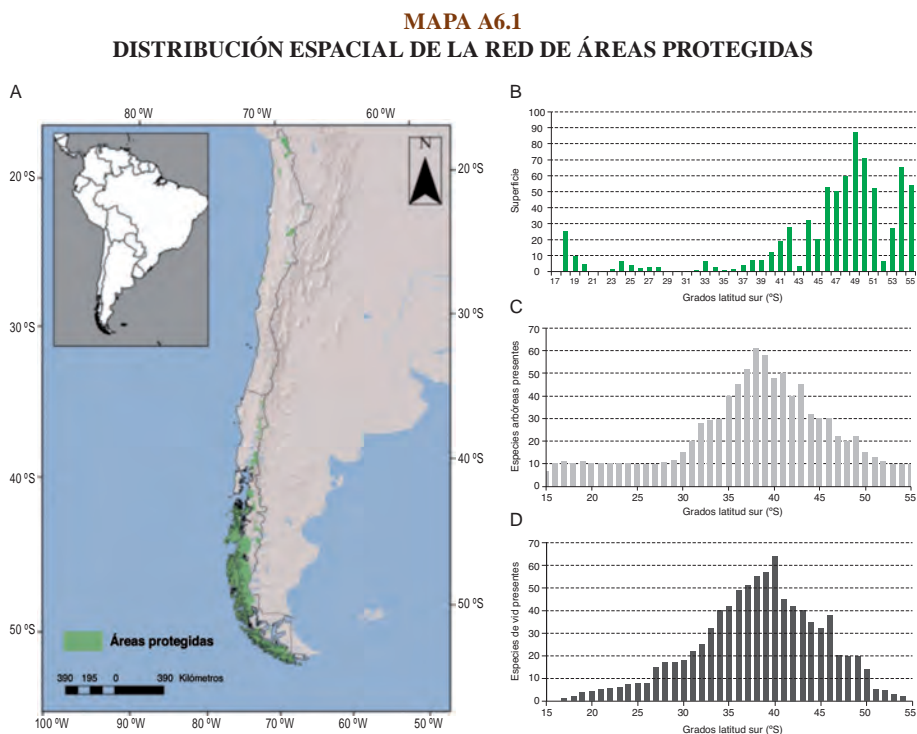 MAPA A6.1
DISTRIBUCIÓN ESPACIAL DE LA RED DE ÁREAS PROTEGIDAS
A
80 ºW 70 ºW 60 ºW
N
20 ºS 20 ºS
30 ºS 30 ºS
40 ºS 40 ºS
50 ºS 50 ºS
Áreas protegidas
390 195 0 390 Kilómetros
100 ºW 90 ºW 80 ºW 70 ºW 60 ºW 50 ºW
B
Superficie
100
90
80
70
60
50
40
30
20
10
0
17 19 21 23 25 27 29 31 33 35 37 39 41 43 45 47 49 51 53 55
Grados latitud sur (ºS)
C
Especies arbóreas presentes
70
60
50
40
30
20
10
0
15 20 25 30 35 40 45 50 55
Grados latitud sur (ºS)
D
Especies de vid presentes
70
60
50
40
30
20
10
0
15 20 25 30 35 40 45 50 55
Grados latitud sur (ºS)